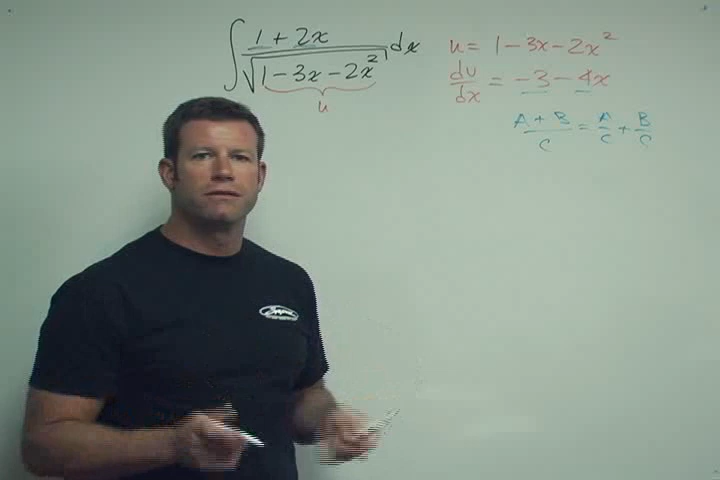 ∫ (1 + 2x)/√(1 - 3x - 2x²) dx
u
u = 1 - 3x - 2x²
du/dx = -3 - 4x
(A + B)/C = A/C + B/C